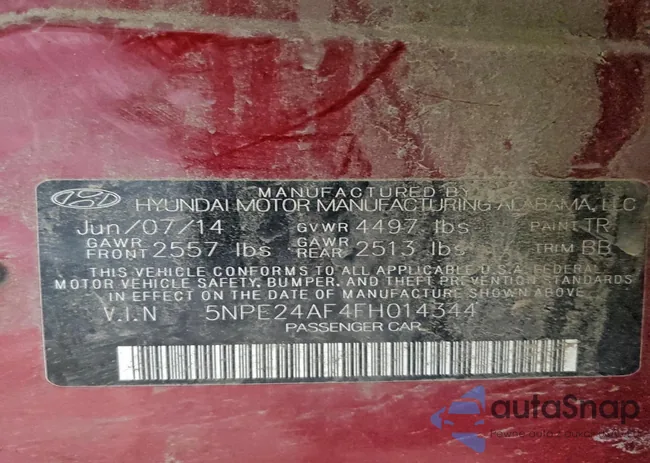 MANUFACTURED BY
HYUNDAI MOTOR MANUFACTURING ALABAMA, LLC
Jun/07/14 GVWR 4497 lbs PAINT TR
GAWR FRONT 2557 lbs GAWR REAR 2513 lbs TRIM BB
THIS VEHICLE CONFORMS TO ALL APPLICABLE U.S.A. FEDERAL
MOTOR VEHICLE SAFETY, BUMPER, AND THEFT PREVENTION STANDARDS
IN EFFECT ON THE DATE OF MANUFACTURE SHOWN ABOVE
V.I.N 5NPE24AF4FH014344
PASSENGER CAR
autaSnap